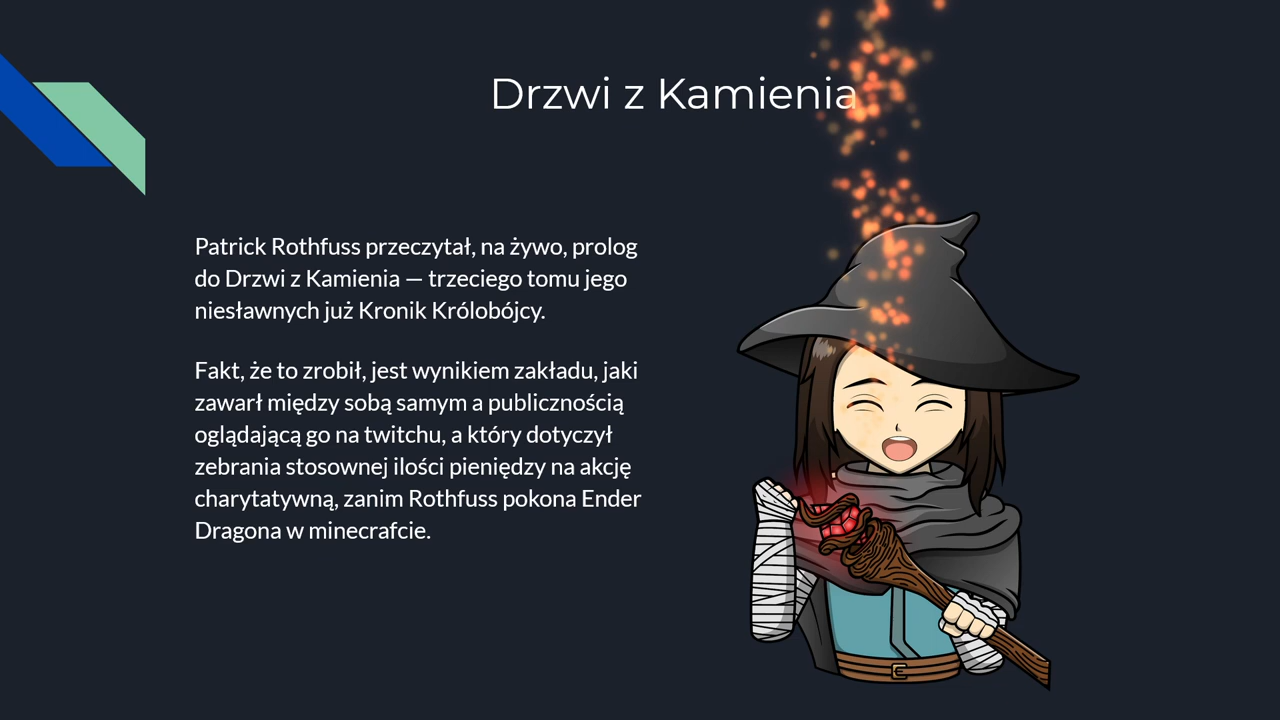 Drzwi z Kamienia
Patrick Rothfuss przeczytał, na żywo, prolog
do Drzwi z Kamienia — trzeciego tomu jego
niesławnych już Kronik Królobójcy.
Fakt, że to zrobił, jest wynikiem zakładu, jaki
zawarł między sobą samym a publicznością
oglądającą go na twitchu, a który dotyczył
zebrania stosownej ilości pieniędzy na akcję
charytatywną, zanim Rothfuss pokona Ender
Dragona w minecrafcie.